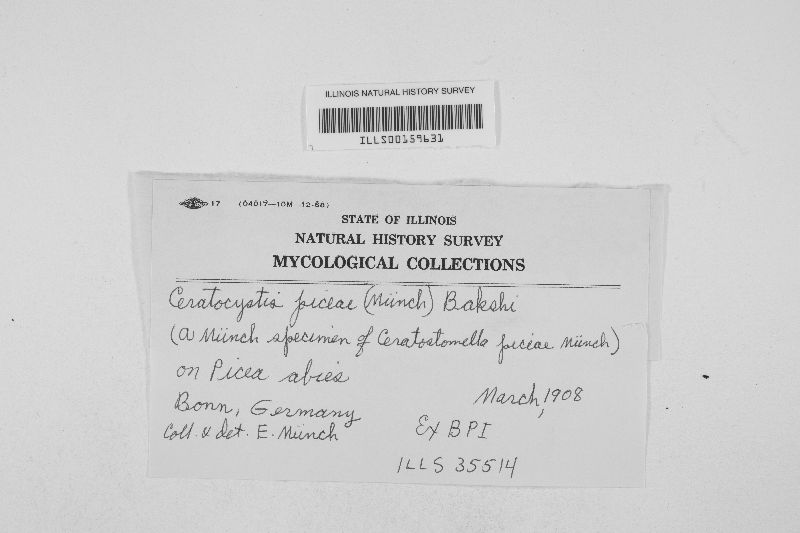 ILLINOIS NATURAL HISTORY SURVEY
ILLS00159631
17 (04017—10M 12-68)
STATE OF ILLINOIS
NATURAL HISTORY SURVEY
MYCOLOGICAL COLLECTIONS
Ceratocystis piceae (Münch) Bakshi
(a Münch specimen of Ceratostomella piceae Münch)
on Picea abies
Bonn, Germany
March, 1908
Coll. & det. E. Münch
Ex BPI
ILLS 35514